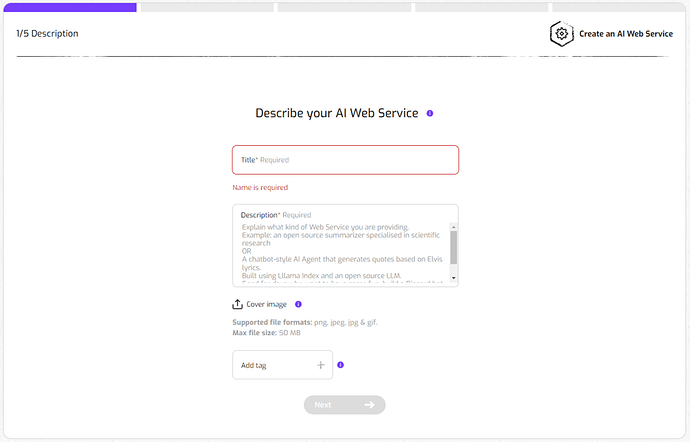 1/5 Description
Create an AI Web Service
Describe your AI Web Service
Title* Required
Name is required
Description* Required
Explain what kind of Web Service you are providing.
Example: an open source summarizer specialised in scientific
research
OR
A chatbot-style AI Agent that generates quotes based on Elvis
lyrics.
Built using Lllama Index and an open source LLM.
Cover image
Supported file formats: png, jpeg, jpg & gif.
Max file size: 50 MB
Add tag
Next